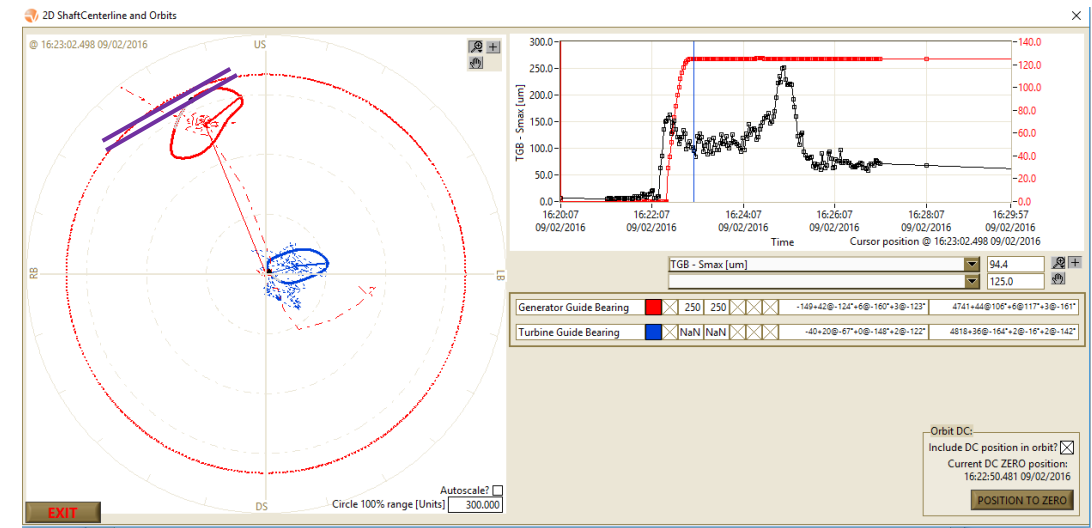 2D ShaftCenterline and Orbits
@ 16:23:02.498 09/02/2016
US
RB
LB
DS
Autoscale?
Circle 100% range [Units] 300.000
EXIT
TGB - Smax [um]
300.0
250.0
200.0
150.0
100.0
50.0
0.0
140.0
120.0
100.0
80.0
60.0
40.0
20.0
0.0
16:20:07 16:22:07 16:24:07 16:26:07 16:28:07 16:29:57
09/02/2016 09/02/2016 09/02/2016 09/02/2016 09/02/2016 09/02/2016
Time Cursor position @ 16:23:02.498 09/02/2016
TGB - Smax [um] 94.4
125.0
Generator Guide Bearing 250 250 -149+42@-124°+6@-160°+3@-123° 4741+44@106°+6@117°+3@-161°
Turbine Guide Bearing NaN NaN -40+20@-67°+0@-148°+2@-122° 4818+36@-164°+2@-16°+2@-142°
Orbit DC:
Include DC position in orbit?
Current DC ZERO position:
16:22:50.481 09/02/2016
POSITION TO ZERO